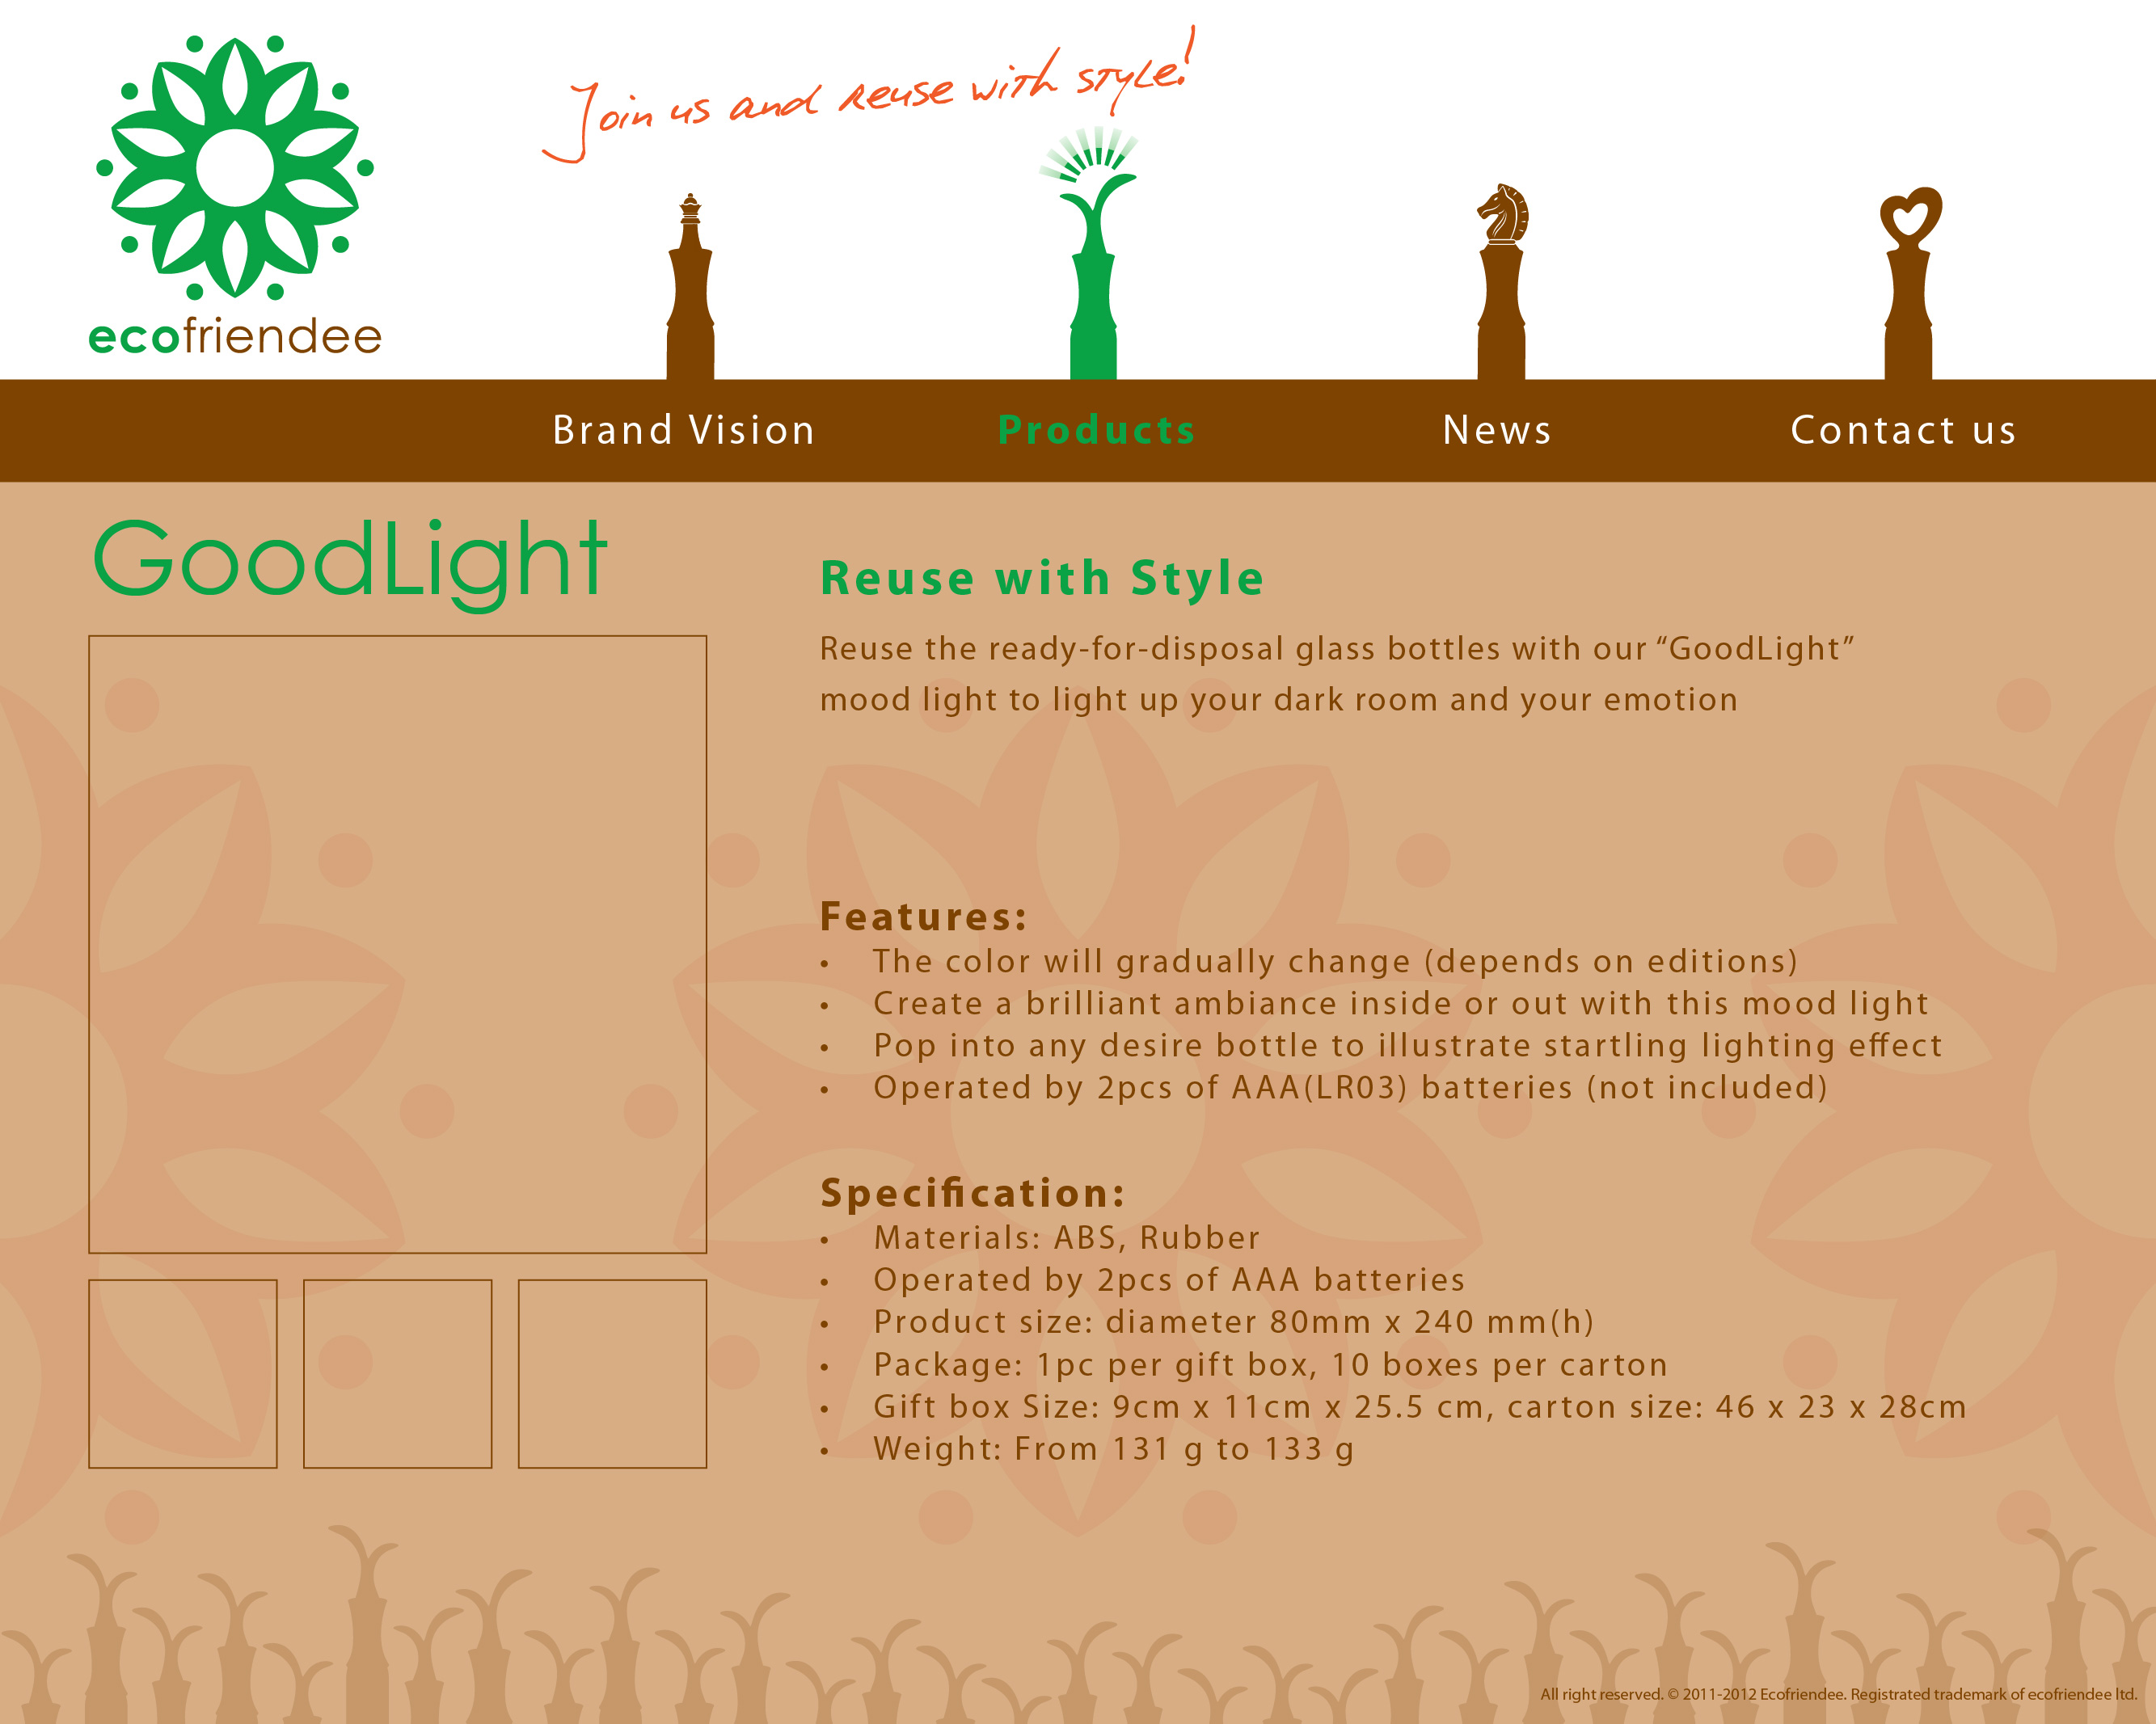 Join us and reuse with style!
ecofriendee
Brand Vision
Products
News
Contact us
GoodLight
Reuse with Style
Reuse the ready-for-disposal glass bottles with our “GoodLight”
mood light to light up your dark room and your emotion
Features:
• The color will gradually change (depends on editions)
• Create a brilliant ambiance inside or out with this mood light
• Pop into any desire bottle to illustrate startling lighting effect
• Operated by 2pcs of AAA(LR03) batteries (not included)
Specification:
• Materials: ABS, Rubber
• Operated by 2pcs of AAA batteries
• Product size: diameter 80mm x 240 mm(h)
• Package: 1pc per gift box, 10 boxes per carton
• Gift box Size: 9cm x 11cm x 25.5 cm, carton size: 46 x 23 x 28cm
• Weight: From 131 g to 133 g
All right reserved. © 2011-2012 Ecofriendee. Registrated trademark of ecofriendee ltd.